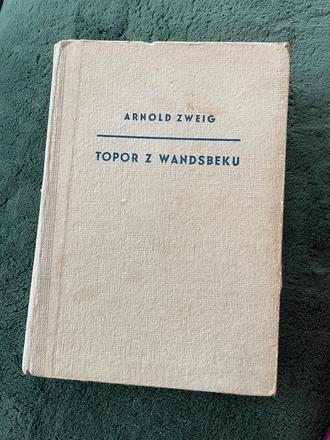 ARNOLD ZWEIG
TOPOR Z WANDSBEKU